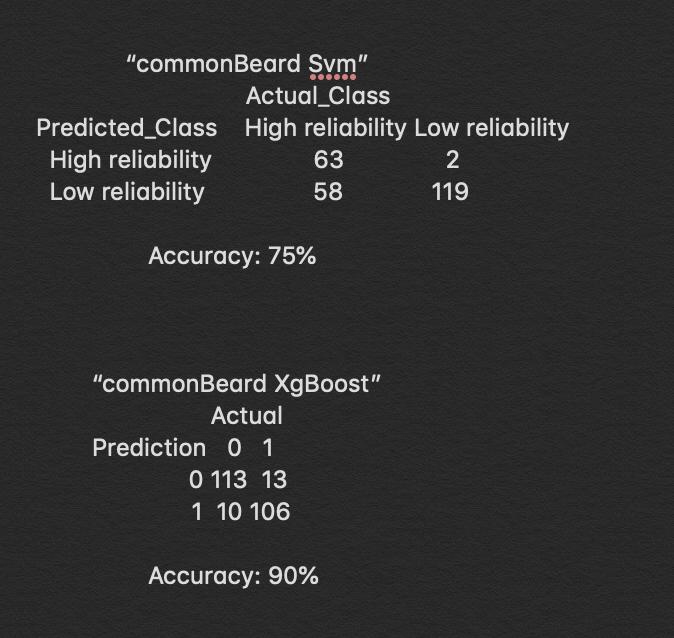 “commonBeard Svm”
Actual_Class
Predicted_Class High reliability Low reliability
High reliability 63 2
Low reliability 58 119
Accuracy: 75%
“commonBeard XgBoost”
Actual
Prediction 0 1
0 113 13
1 10 106
Accuracy: 90%